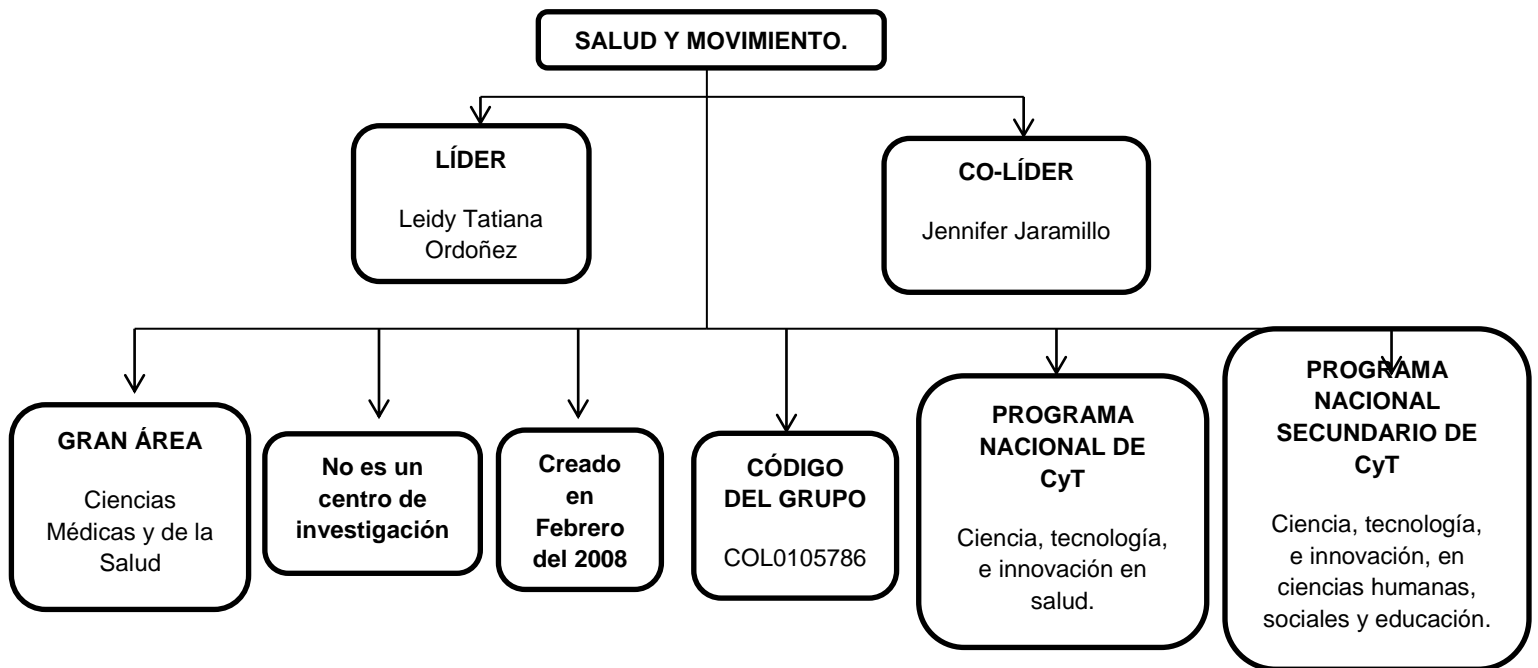 SALUD Y MOVIMIENTO.
LÍDER
Leidy Tatiana
Ordoñez
CO-LÍDER
Jennifer Jaramillo
GRAN ÁREA
Ciencias
Médicas y de la
Salud
No es un
centro de
investigación
Creado
en
Febrero
del 2008
CÓDIGO
DEL GRUPO
COL0105786
PROGRAMA
NACIONAL DE
CyT
Ciencia, tecnología,
e innovación en
salud.
PROGRAMA
NACIONAL
SECUNDARIO DE
CyT
Ciencia, tecnología,
e innovación, en
ciencias humanas,
sociales y educación.